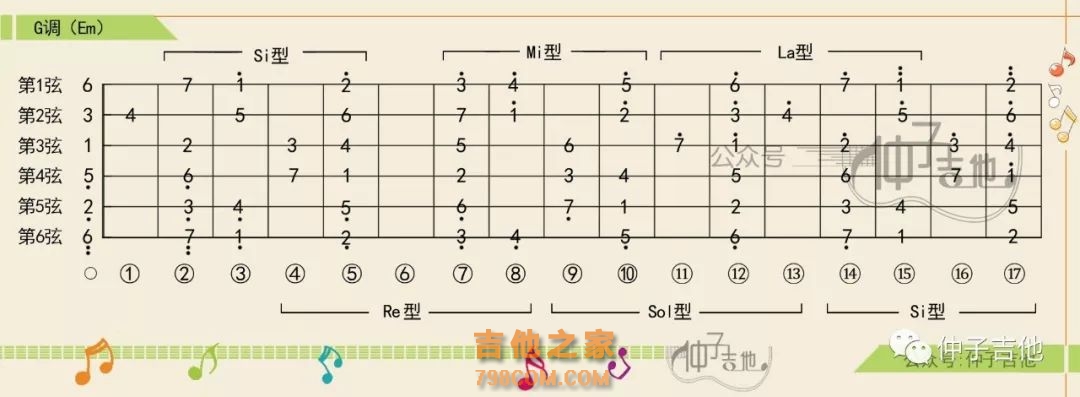 G调（Em）
Si型 Mi型 La型
第1弦 6 7 1 2 3 4 5 6 7 1 2
第2弦 3 4 5 6 7 1 2 3 4 5 6
第3弦 1 2 3 4 5 6 7 1 2 3 4
公众号 仲子吉他
第4弦 5 6 7 1 2 3 4 5 6 7 1
第5弦 2 3 4 5 6 7 1 2 3 4 5
第6弦 6 7 1 2 3 4 5 6 7 1 2
○ ① ② ③ ④ ⑤ ⑥ ⑦ ⑧ ⑨ ⑩ ⑪ ⑫ ⑬ ⑭ ⑮ ⑯ ⑰
Re型 Sol型 Si型
吉他之家
798COM.COM
仲子吉他
仲子吉他
公众号:仲子吉他